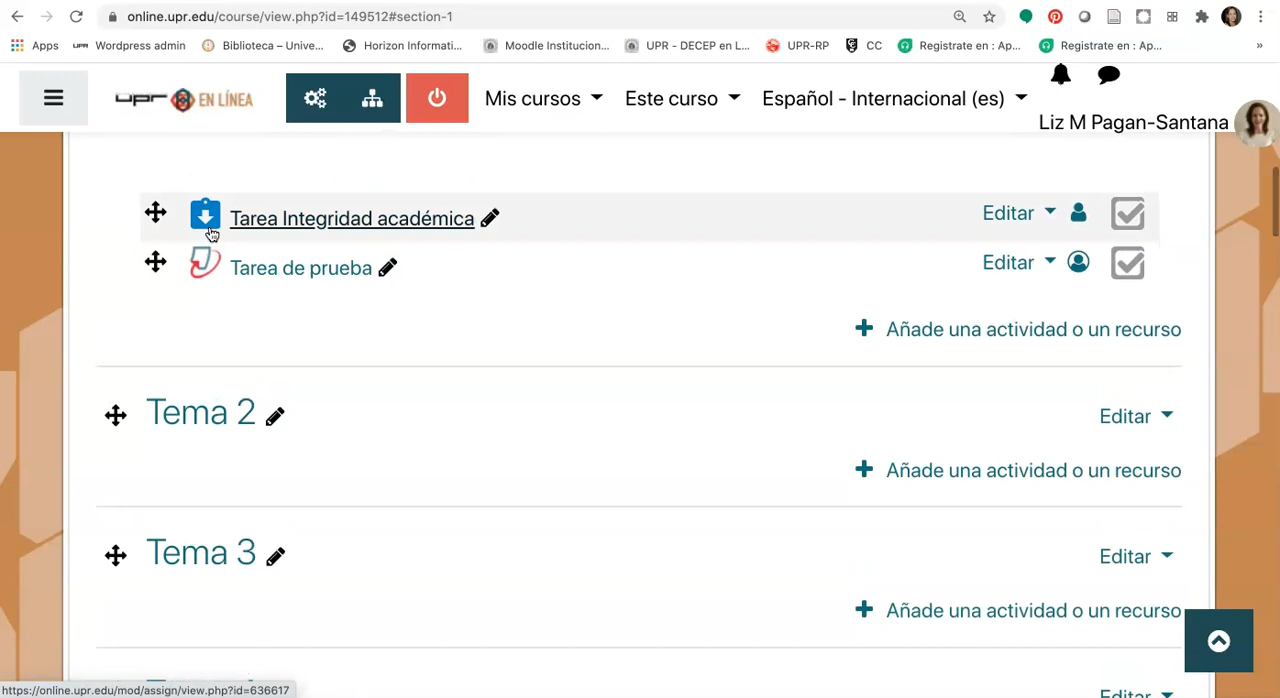 online.upr.edu/course/view.php?id=149512#section-1
Apps
UPR Wordpress admin
Biblioteca – Unive...
Horizon Informati...
Moodle Institucion...
UPR - DECEP en L...
UPR-RP
CC
Registrate en : Ap...
Registrate en : Ap...
»
upr EN LÍNEA
Mis cursos
Este curso
Español - Internacional (es)
Liz M Pagan-Santana
Tarea Integridad académica
Editar
Tarea de prueba
Editar
Añade una actividad o un recurso
Tema 2
Editar
Añade una actividad o un recurso
Tema 3
Editar
Añade una actividad o un recurso
Editar
https://online.upr.edu/mod/assign/view.php?id=636617